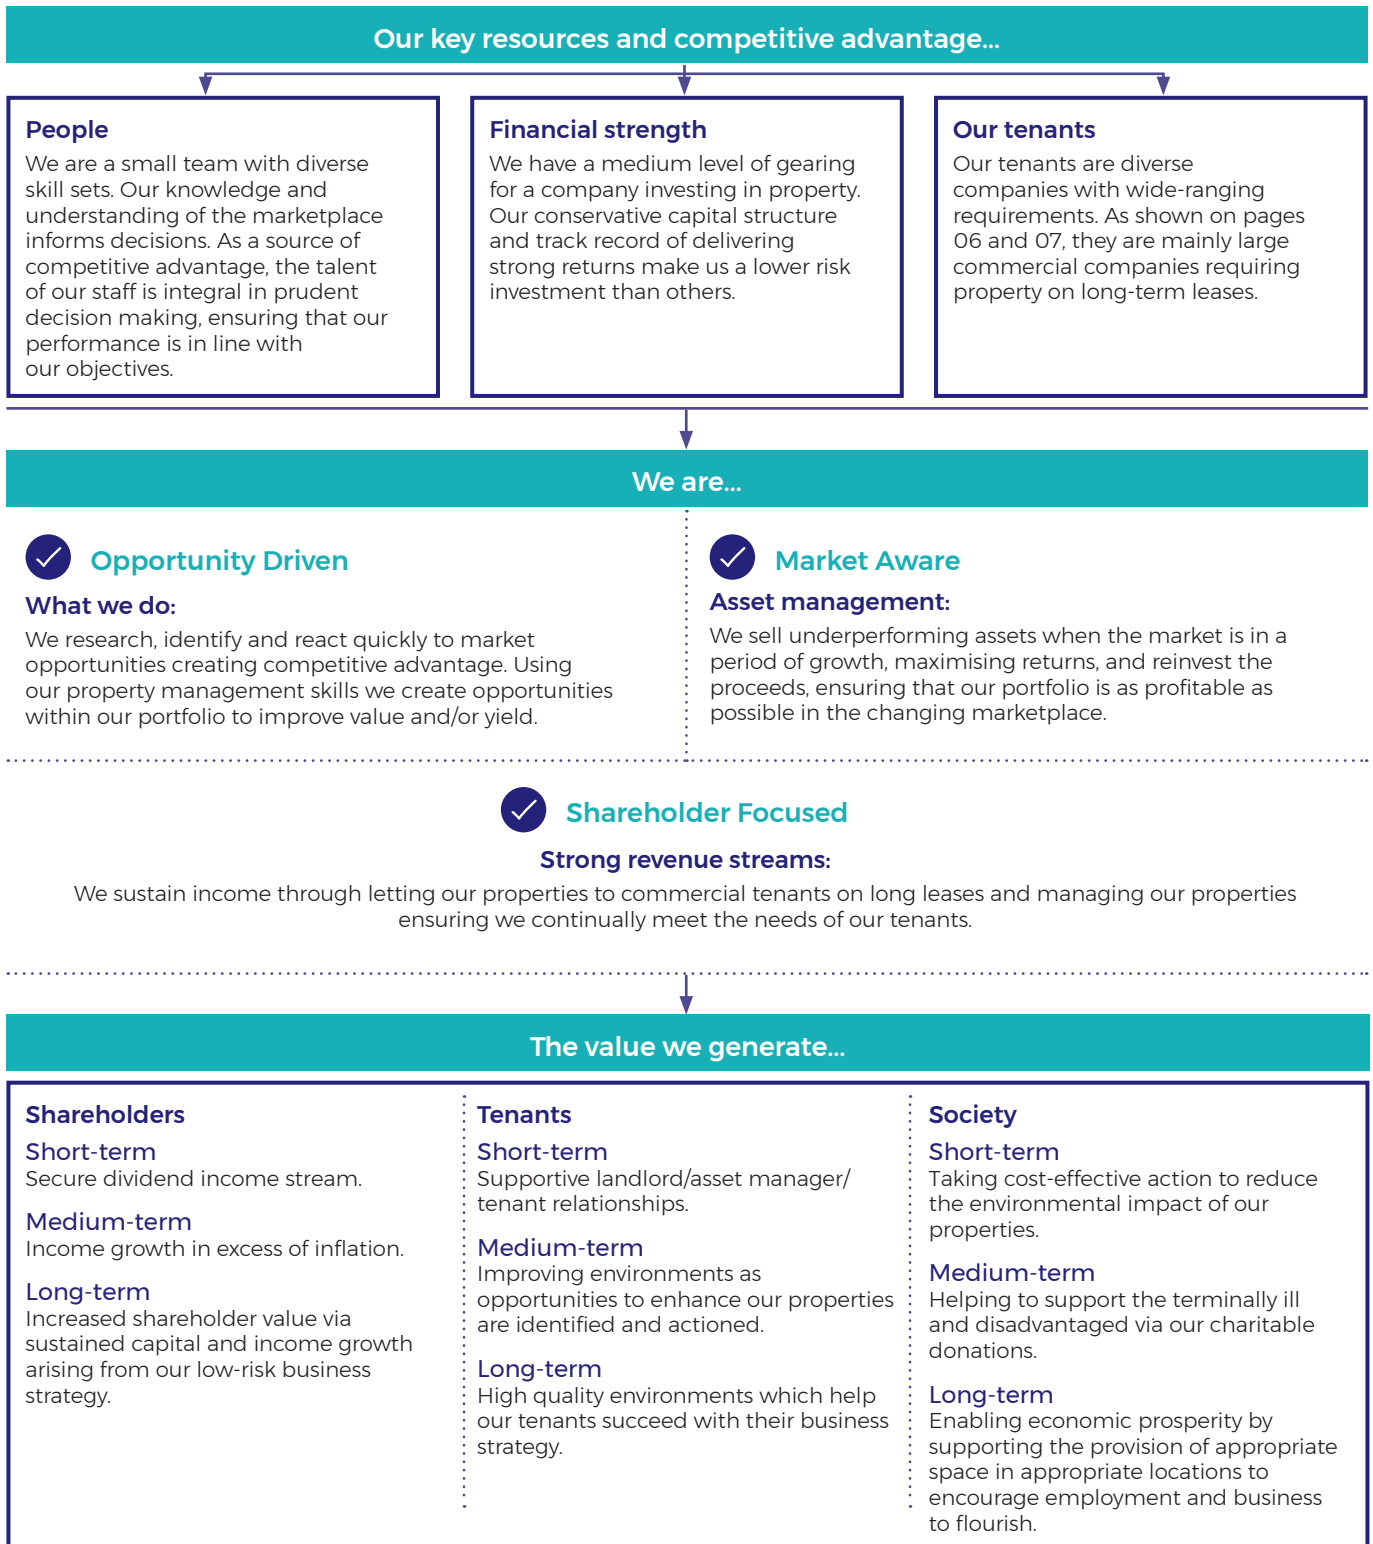 Our key resources and competitive advantage...
People
We are a small team with diverse
skill sets. Our knowledge and
understanding of the marketplace
informs decisions. As a source of
competitive advantage, the talent
of our staff is integral in prudent
decision making, ensuring that our
performance is in line with
our objectives.
Financial strength
We have a medium level of gearing
for a company investing in property.
Our conservative capital structure
and track record of delivering
strong returns make us a lower risk
investment than others.
Our tenants
Our tenants are diverse
companies with wide-ranging
requirements. As shown on pages
06 and 07, they are mainly large
commercial companies requiring
property on long-term leases.
We are...
Opportunity Driven
What we do:
We research, identify and react quickly to market
opportunities creating competitive advantage. Using
our property management skills we create opportunities
within our portfolio to improve value and/or yield.
Market Aware
Asset management:
We sell underperforming assets when the market is in a
period of growth, maximising returns, and reinvest the
proceeds, ensuring that our portfolio is as profitable as
possible in the changing marketplace.
Shareholder Focused
Strong revenue streams:
We sustain income through letting our properties to commercial tenants on long leases and managing our properties
ensuring we continually meet the needs of our tenants.
The value we generate...
Shareholders
Short-term
Secure dividend income stream.
Medium-term
Income growth in excess of inflation.
Long-term
Increased shareholder value via
sustained capital and income growth
arising from our low-risk business
strategy.
Tenants
Short-term
Supportive landlord/asset manager/
tenant relationships.
Medium-term
Improving environments as
opportunities to enhance our properties
are identified and actioned.
Long-term
High quality environments which help
our tenants succeed with their business
strategy.
Society
Short-term
Taking cost-effective action to reduce
the environmental impact of our
properties.
Medium-term
Helping to support the terminally ill
and disadvantaged via our charitable
donations.
Long-term
Enabling economic prosperity by
supporting the provision of appropriate
space in appropriate locations to
encourage employment and business
to flourish.